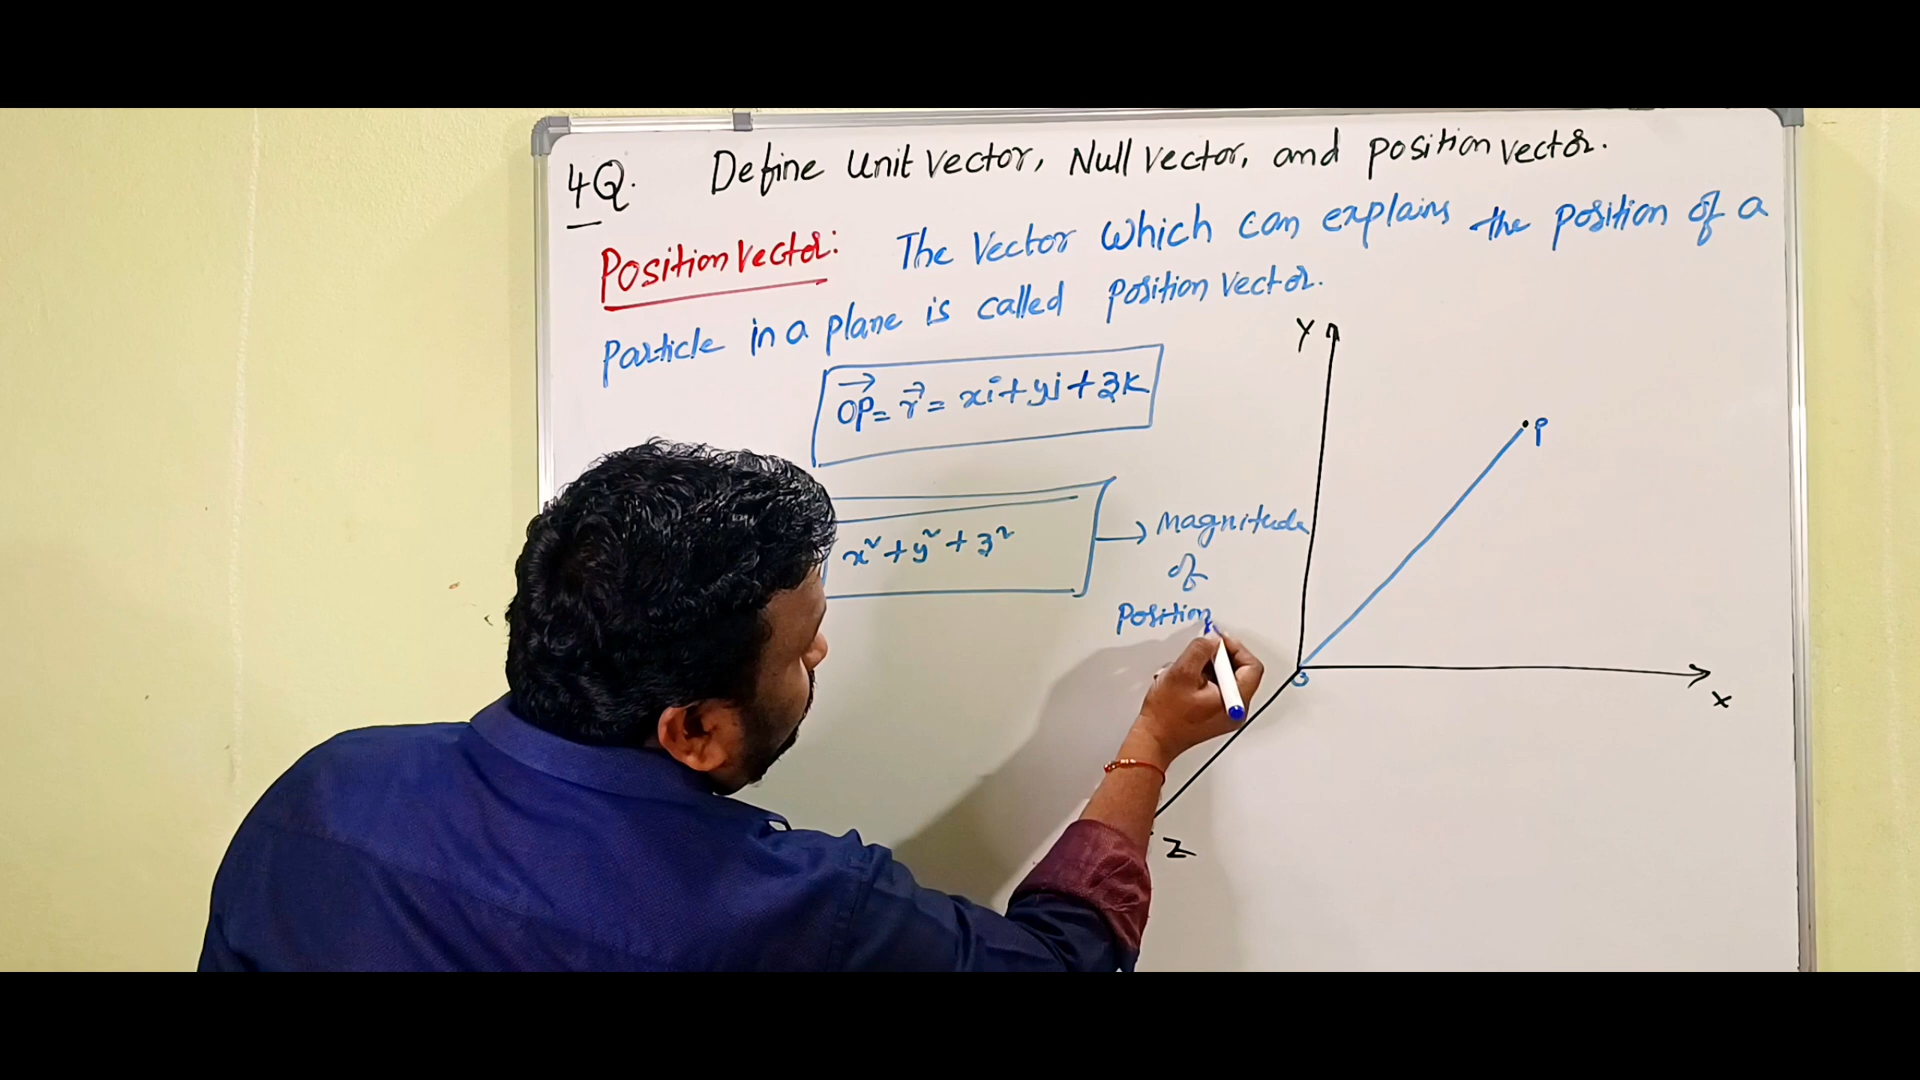 4Q. Define Unit vector, Null vector, and position vector.
Position Vector: The Vector which can explains the position of a
particle in a plane is called position vector.
Y
OP = r = xi + yj + zk
P
x² + y² + z² → Magnitude
of
Position
X
Z